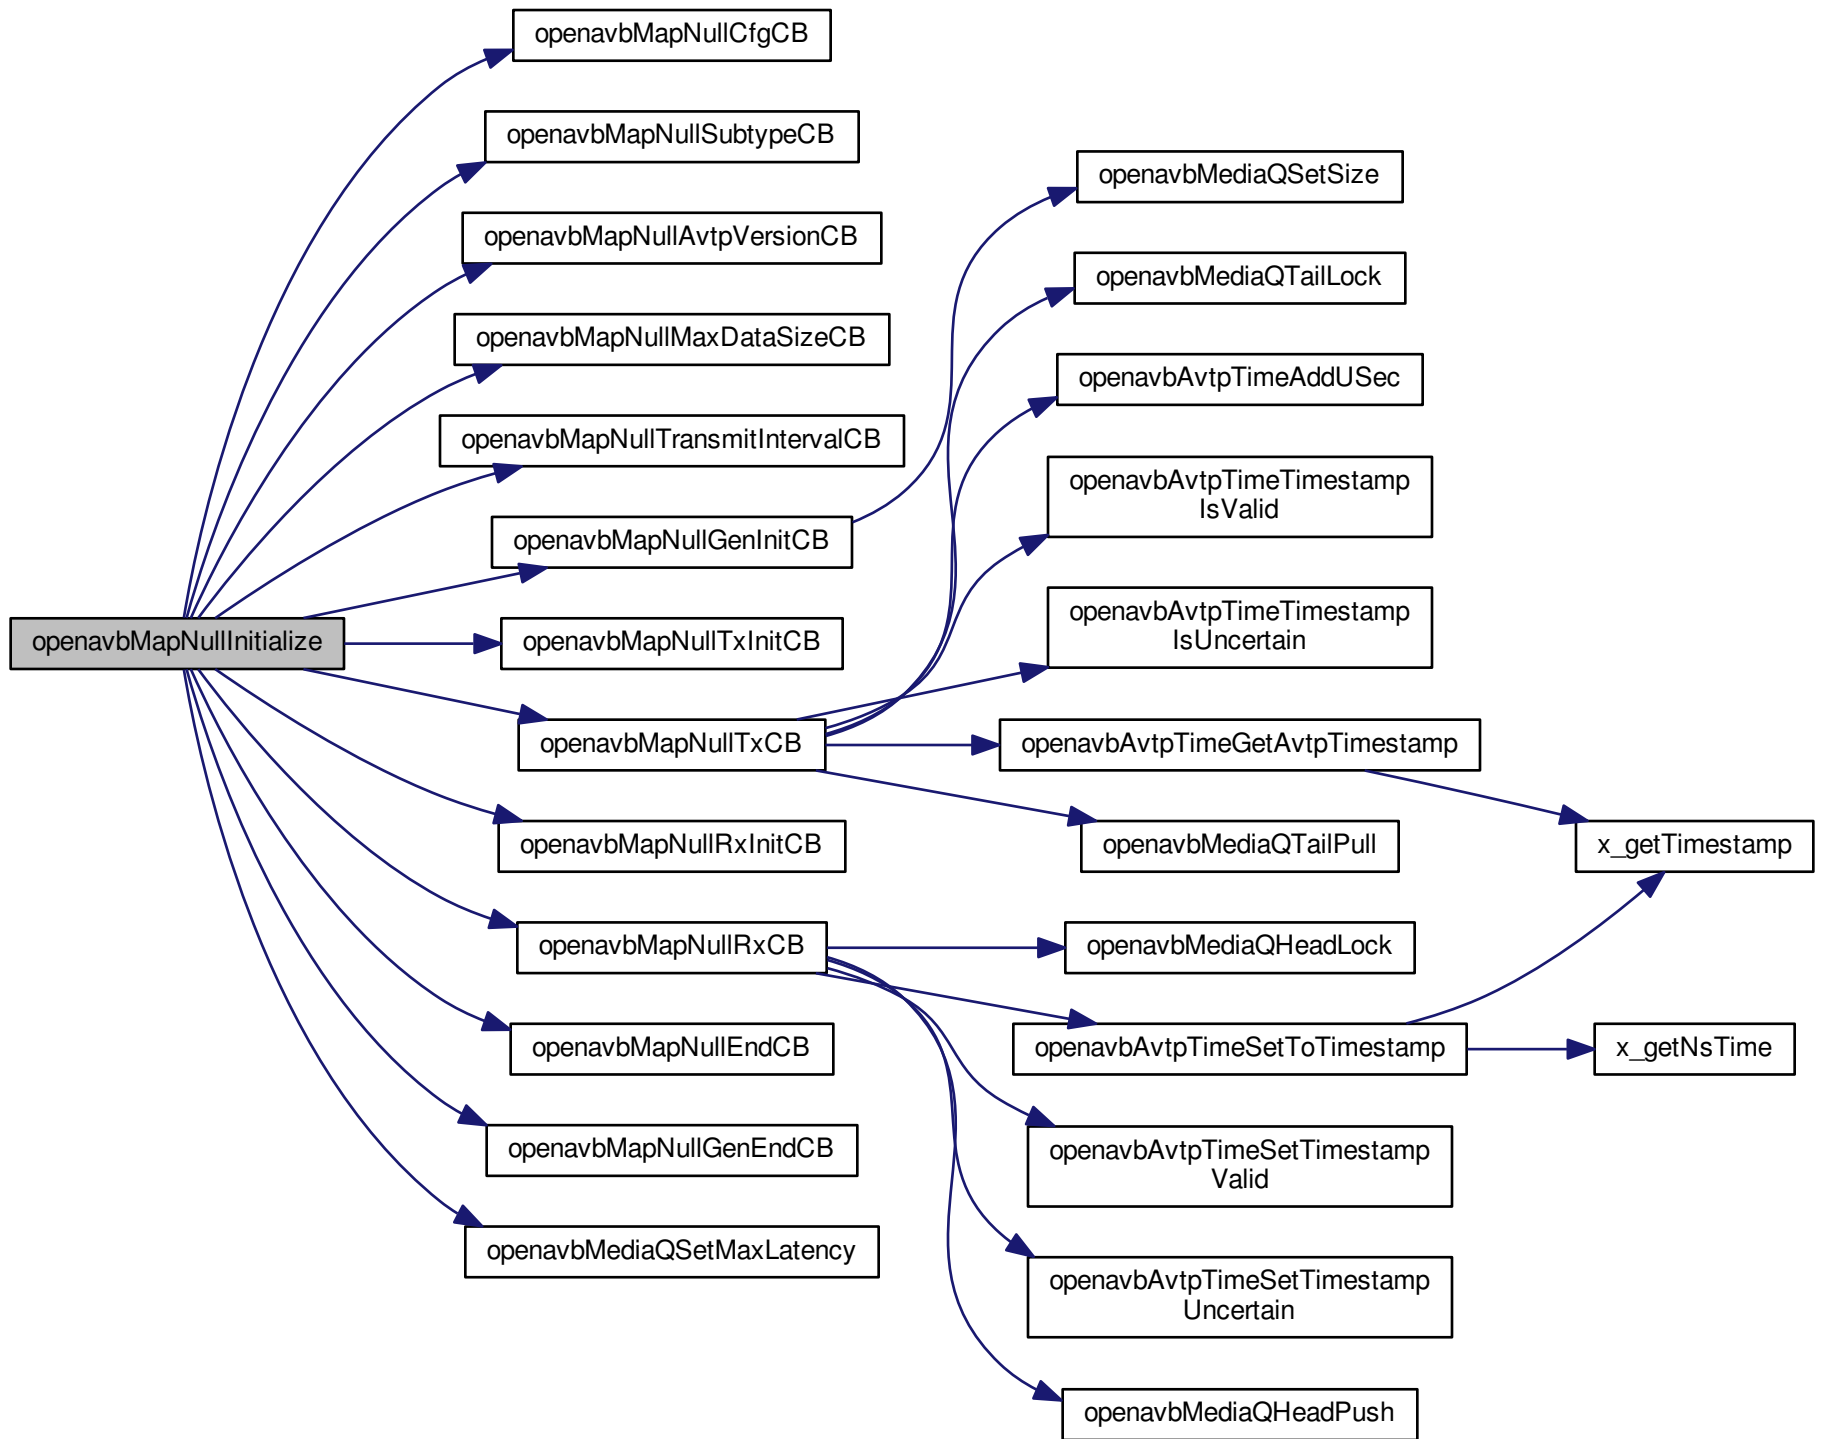 openavbMapNullCfgCB
openavbMapNullSubtypeCB
openavbMapNullAvtpVersionCB
openavbMapNullMaxDataSizeCB
openavbMapNullTransmitIntervalCB
openavbMapNullGenInitCB
openavbMapNullInitialize
openavbMapNullTxInitCB
openavbMapNullTxCB
openavbMapNullRxInitCB
openavbMapNullRxCB
openavbMapNullEndCB
openavbMapNullGenEndCB
openavbMediaQSetMaxLatency
openavbMediaQSetSize
openavbMediaQTailLock
openavbAvtpTimeAddUSec
openavbAvtpTimeTimestamp
IsValid
openavbAvtpTimeTimestamp
IsUncertain
openavbAvtpTimeGetAvtpTimestamp
openavbMediaQTailPull
openavbMediaQHeadLock
openavbAvtpTimeSetToTimestamp
openavbAvtpTimeSetTimestamp
Valid
openavbAvtpTimeSetTimestamp
Uncertain
openavbMediaQHeadPush
x_getTimestamp
x_getNsTime